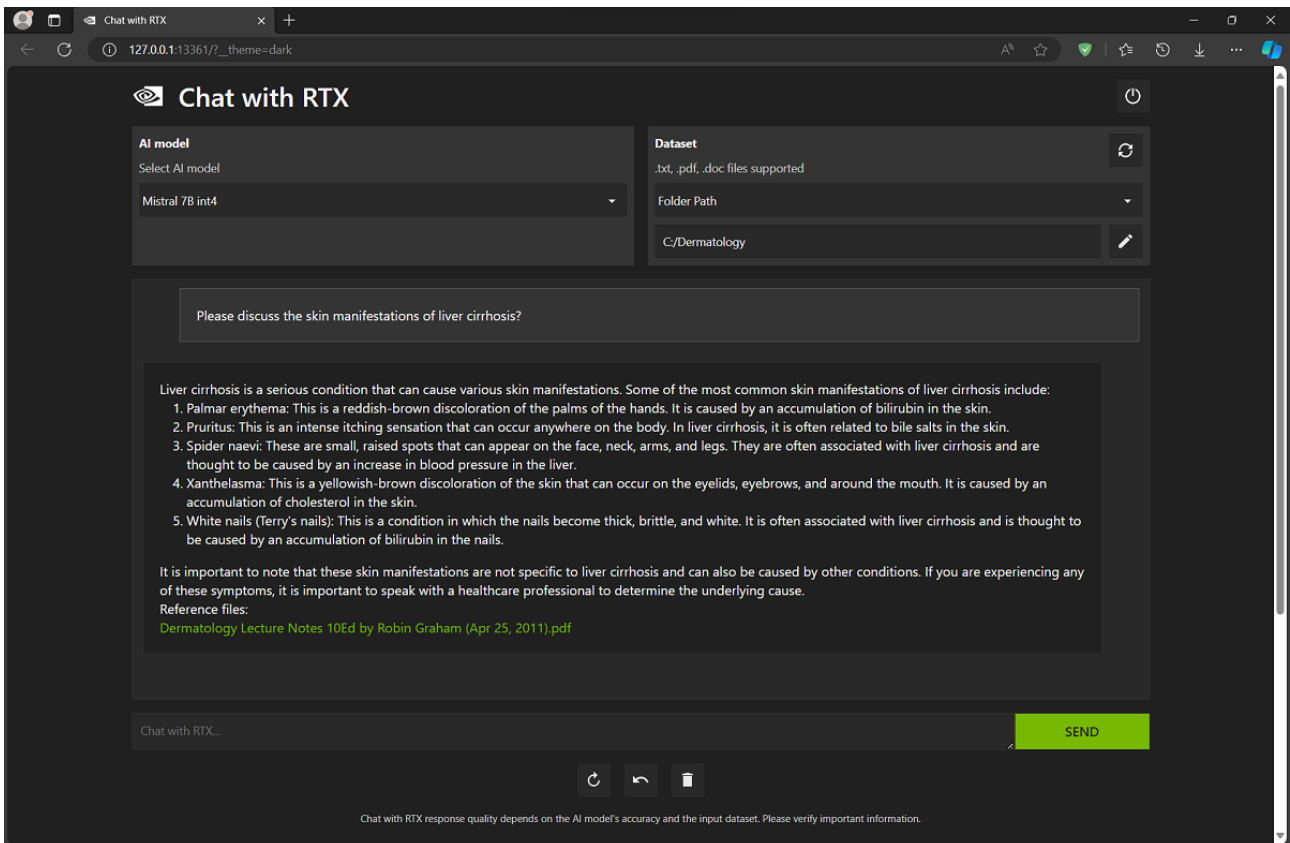 Chat with RTX
127.0.0.1:13361/?__theme=dark
Chat with RTX
AI model
Select AI model
Mistral 7B int4
Dataset
.txt, .pdf, .doc files supported
Folder Path
C:/Dermatology
Please discuss the skin manifestations of liver cirrhosis?
Liver cirrhosis is a serious condition that can cause various skin manifestations. Some of the most common skin manifestations of liver cirrhosis include:
1. Palmar erythema: This is a reddish-brown discoloration of the palms of the hands. It is caused by an accumulation of bilirubin in the skin.
2. Pruritus: This is an intense itching sensation that can occur anywhere on the body. In liver cirrhosis, it is often related to bile salts in the skin.
3. Spider naevi: These are small, raised spots that can appear on the face, neck, arms, and legs. They are often associated with liver cirrhosis and are
thought to be caused by an increase in blood pressure in the liver.
4. Xanthelasma: This is a yellowish-brown discoloration of the skin that can occur on the eyelids, eyebrows, and around the mouth. It is caused by an
accumulation of cholesterol in the skin.
5. White nails (Terry's nails): This is a condition in which the nails become thick, brittle, and white. It is often associated with liver cirrhosis and is thought to
be caused by an accumulation of bilirubin in the nails.
It is important to note that these skin manifestations are not specific to liver cirrhosis and can also be caused by other conditions. If you are experiencing any
of these symptoms, it is important to speak with a healthcare professional to determine the underlying cause.
Reference files:
Dermatology Lecture Notes 10Ed by Robin Graham (Apr 25, 2011).pdf
Chat with RTX...
SEND
Chat with RTX response quality depends on the AI model's accuracy and the input dataset. Please verify important information.